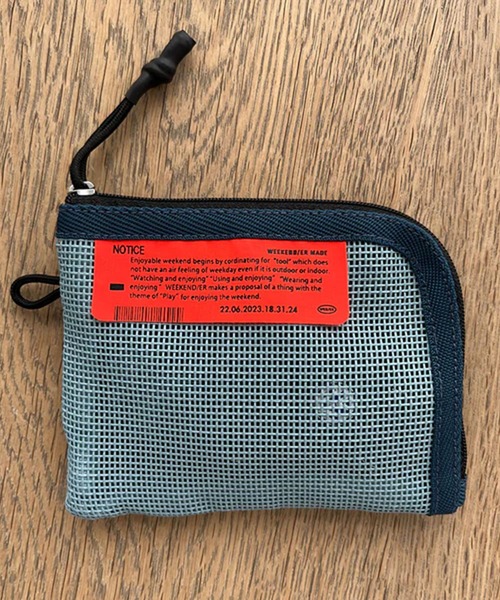 NOTICE
WEEKEBB/ER MADE
Enjoyable weekend begins by cordinating for "tool" which does
not have an air feeling of weekday even if it is outdoor or indoor.
"Watching and enjoying" "Using and enjoying" "Wearing and
enjoying" WEEKEND/ER makes a proposal of a thing with the
theme of "Play" for enjoying the weekend.
22.06.2023.18.31.24